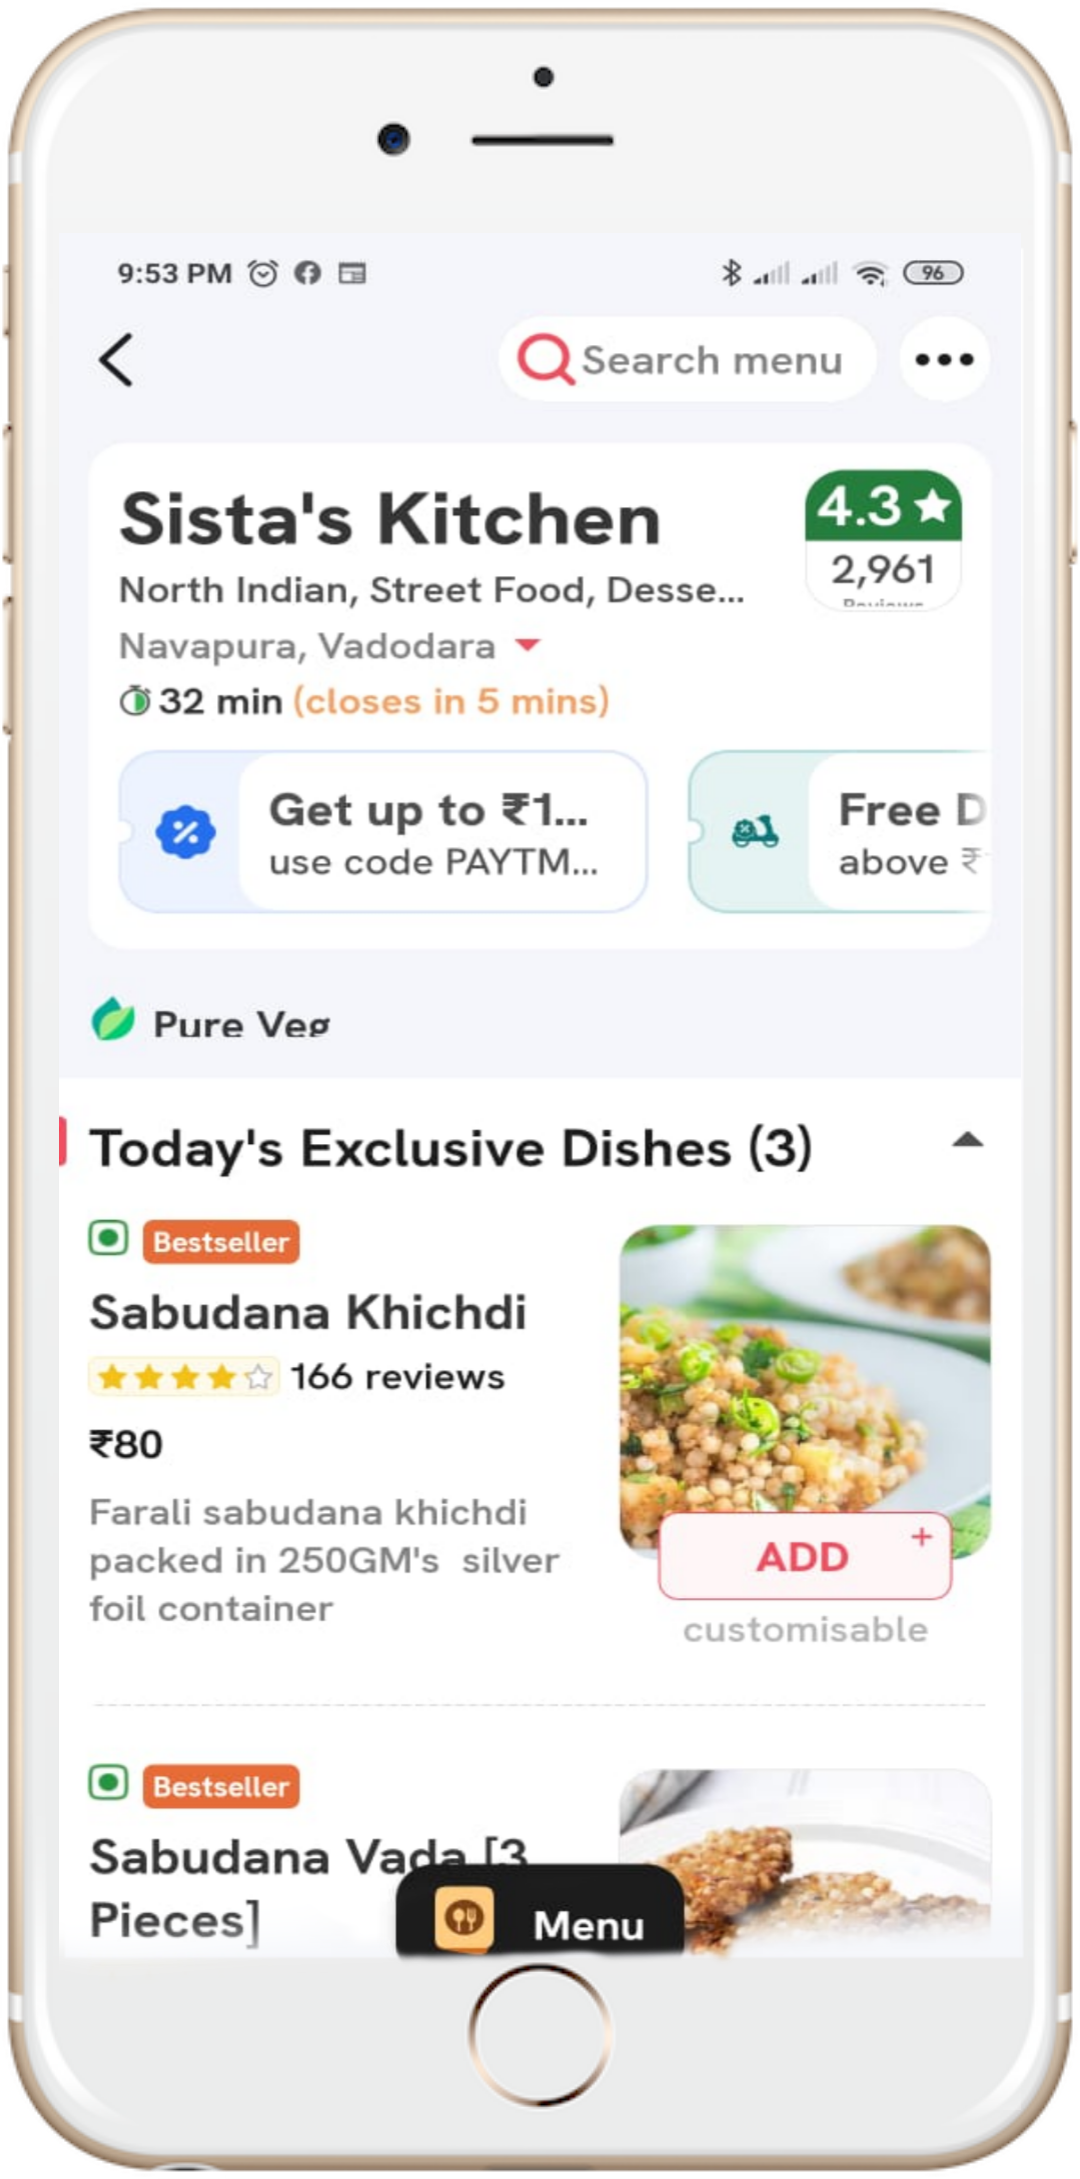 9:53 PM
96
Search menu
Sista's Kitchen
4.3
2,961
Reviews
North Indian, Street Food, Desse...
Navapura, Vadodara
32 min (closes in 5 mins)
Get up to ₹1...
use code PAYTM...
Free D
above ₹
Pure Veg
Today's Exclusive Dishes (3)
Bestseller
Sabudana Khichdi
166 reviews
₹80
Farali sabudana khichdi
packed in 250GM's  silver
foil container
ADD +
customisable
Bestseller
Sabudana Vada [3
Pieces]
Menu